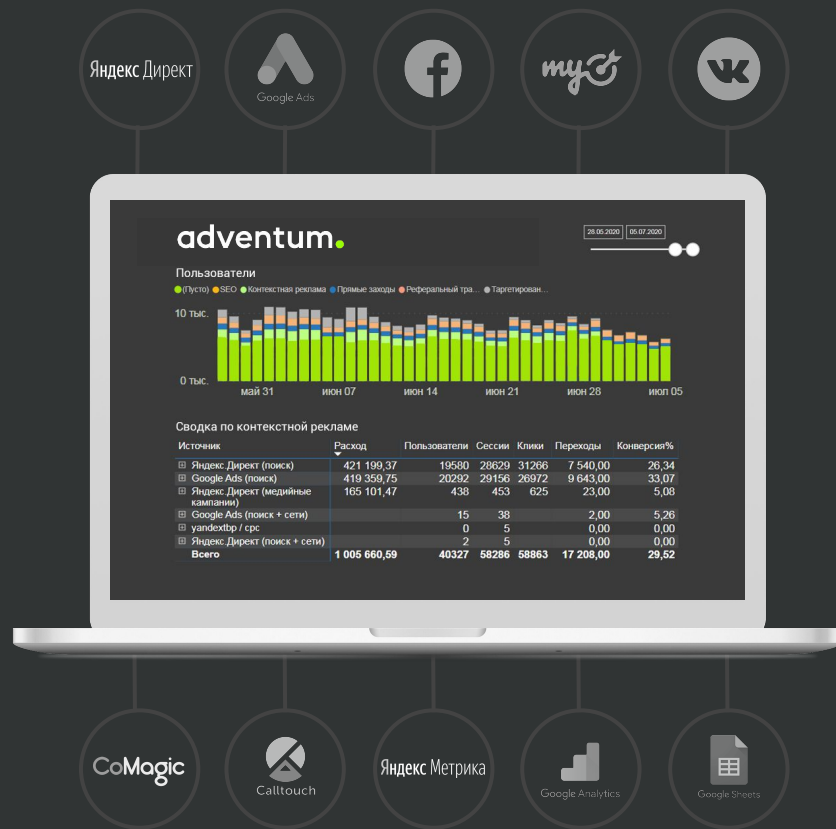 Яндекс Директ
Google Ads
my
adventum.
28.05.2020 05.07.2020
Пользователи
(Пусто) SEO Контекстная реклама Прямые заходы Реферальный тра... Таргетирован...
10 тыс.
0 тыс.
май 31 июн 07 июн 14 июн 21 июн 28 июл 05
Сводка по контекстной рекламе
Источник Расход Пользователи Сессии Клики Переходы Конверсия%
Яндекс.Директ (поиск) 421 199,37 19580 28629 31266 7 540,00 26,34
Google Ads (поиск) 419 359,75 20292 29156 26972 9 643,00 33,07
Яндекс.Директ (медийные 165 101,47 438 453 625 23,00 5,08
кампании)
Google Ads (поиск + сети) 15 38 2,00 5,26
yandextbp / cpc 0 5 0,00 0,00
Яндекс.Директ (поиск + сети) 2 5 0,00 0,00
Всего 1 005 660,59 40327 58286 58863 17 208,00 29,52
CoMagic
Calltouch
Яндекс Метрика
Google Analytics
Google Sheets